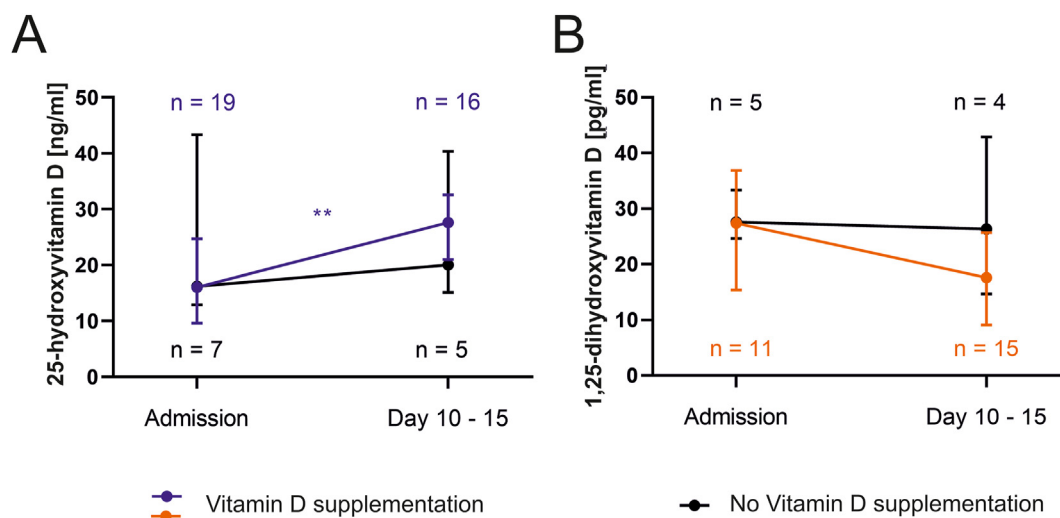 A
25-hydroxyvitamin D [ng/ml]
50
40
30
20
10
0
n = 19
n = 16
**
n = 7
n = 5
Admission
Day 10 - 15
B
1,25-dihydroxyvitamin D [pg/ml]
50
40
30
20
10
0
n = 5
n = 4
n = 11
n = 15
Admission
Day 10 - 15
Vitamin D supplementation
No Vitamin D supplementation